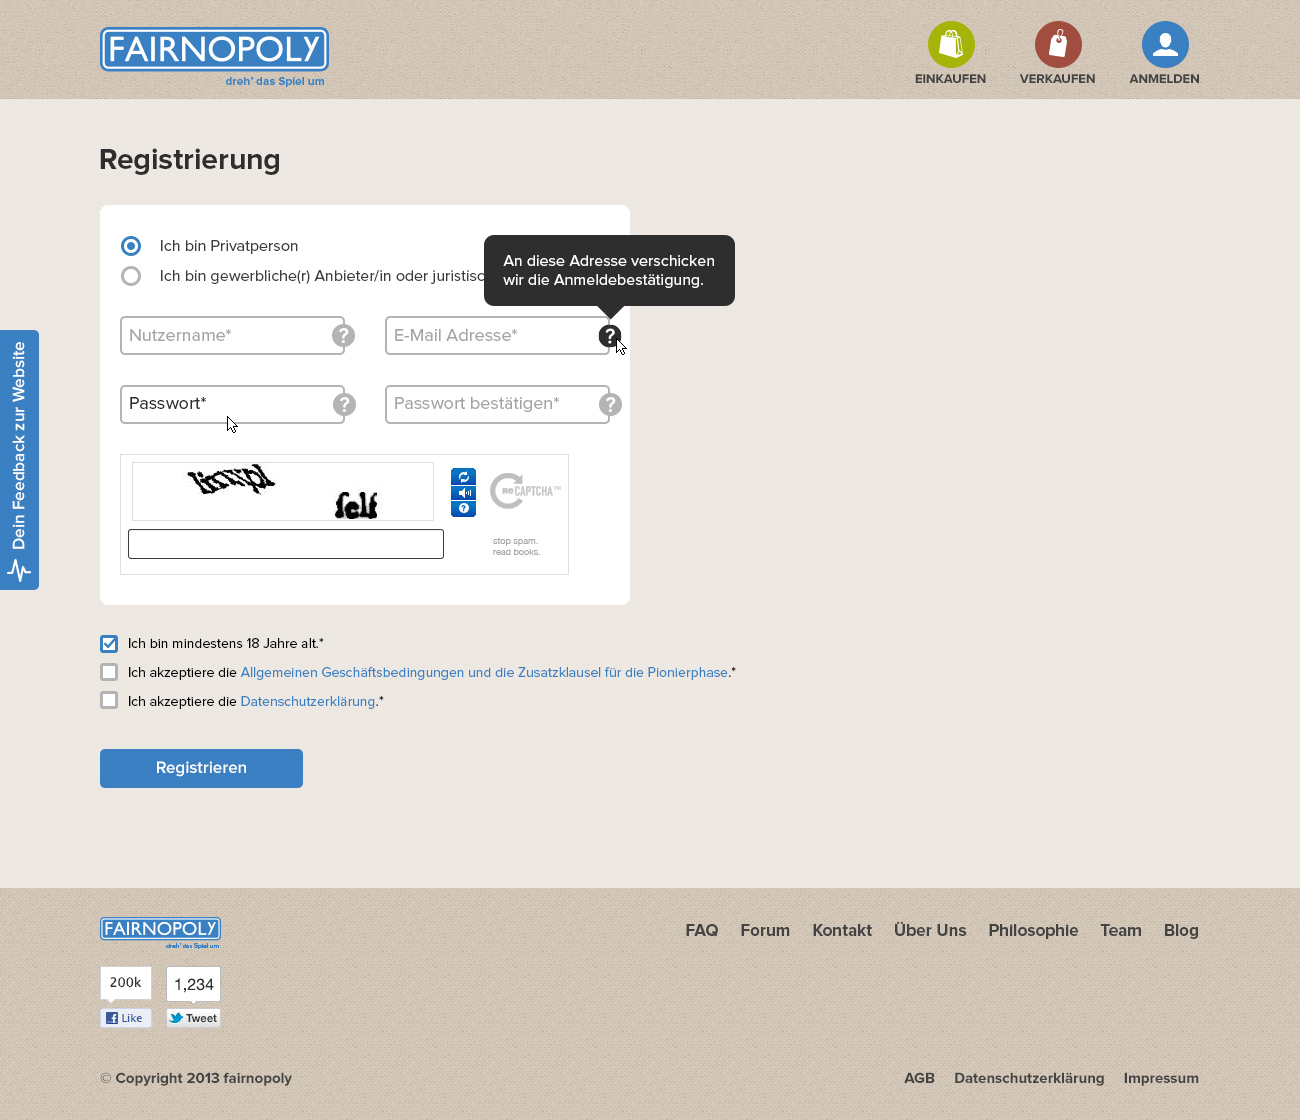 FAIRNOPOLY
dreh' das Spiel um
EINKAUFEN
VERKAUFEN
ANMELDEN
Registrierung
Ich bin Privatperson
Ich bin gewerbliche(r) Anbieter/in oder juristisc
An diese Adresse verschicken
wir die Anmeldebestätigung.
Nutzername* ?
E-Mail Adresse* ?
Passwort* ?
Passwort bestätigen* ?
self
?
reCAPTCHA™
stop spam.
read books.
Dein Feedback zur Website
Ich bin mindestens 18 Jahre alt.*
Ich akzeptiere die Allgemeinen Geschäftsbedingungen und die Zusatzklausel für die Pionierphase.*
Ich akzeptiere die Datenschutzerklärung.*
Registrieren
FAIRNOPOLY
dreh' das Spiel um
FAQ Forum Kontakt Über Uns Philosophie Team Blog
200k
1,234
Like
Tweet
© Copyright 2013 fairnopoly
AGB Datenschutzerklärung Impressum